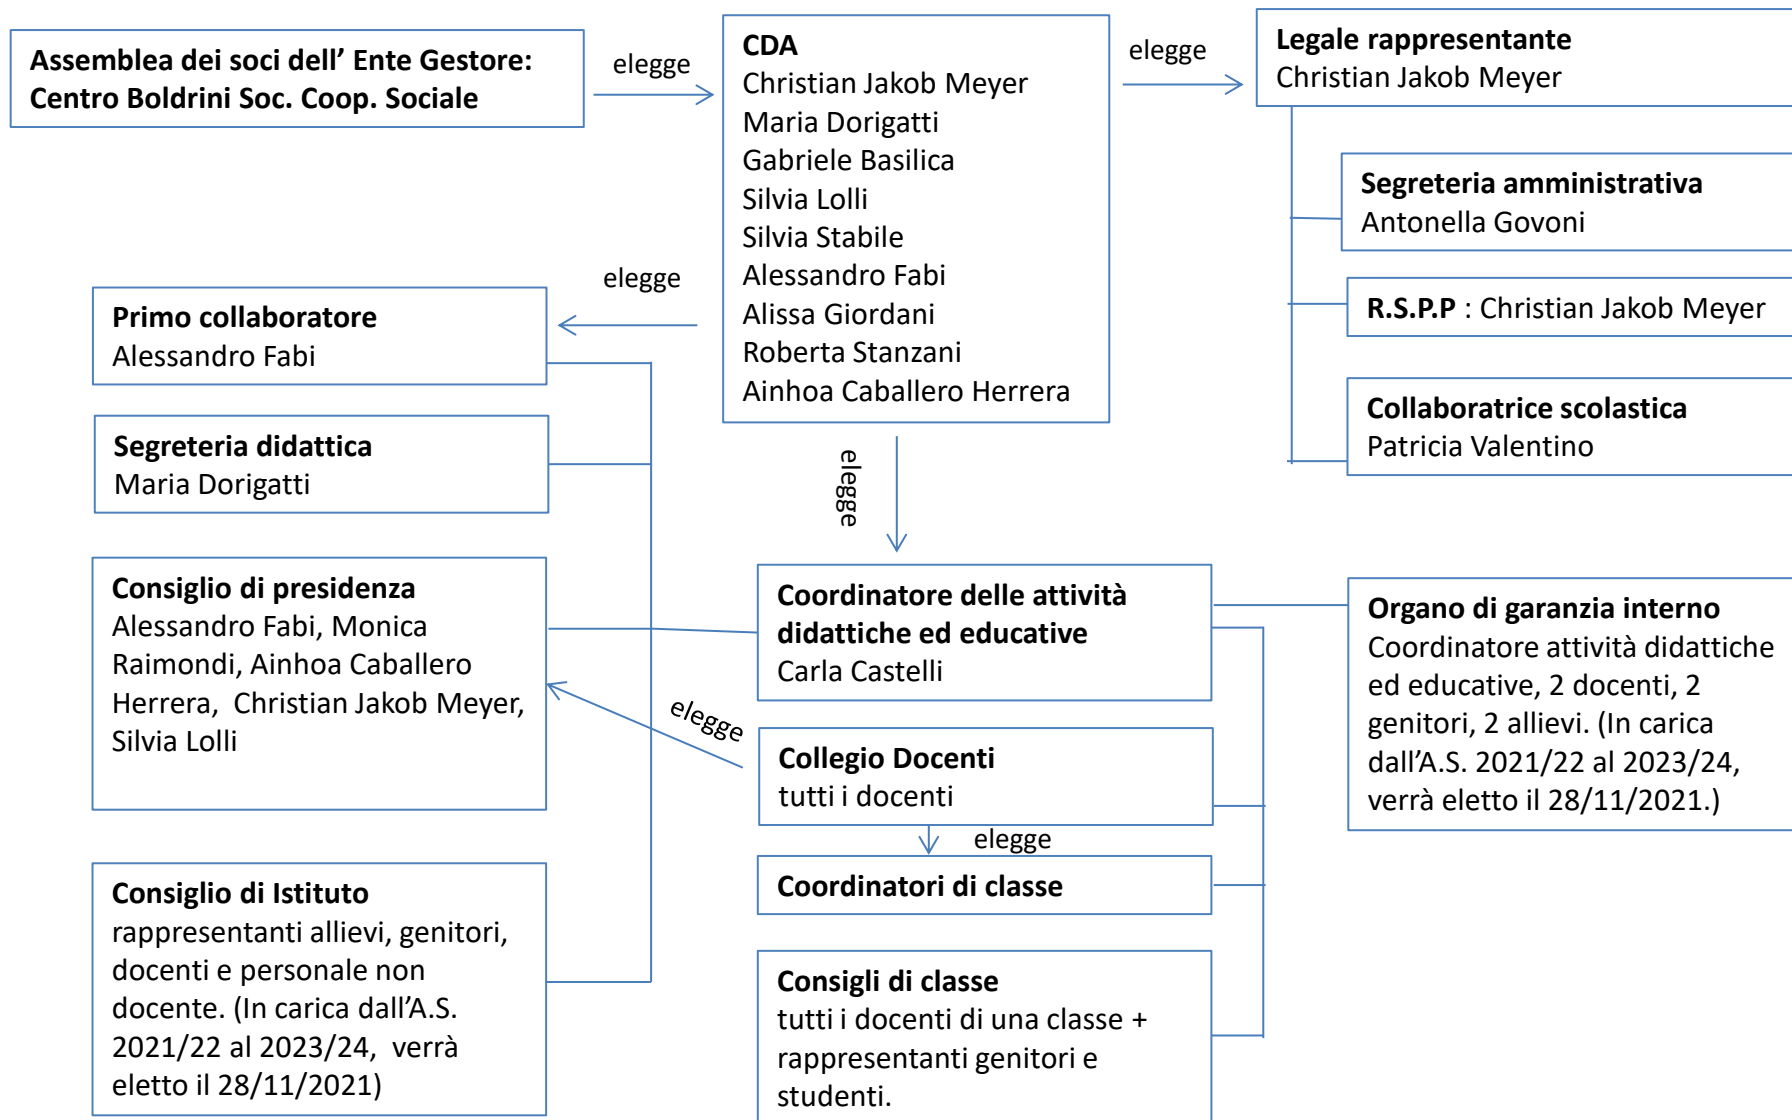 Assemblea dei soci dell' Ente Gestore:
Centro Boldrini Soc. Coop. Sociale
elegge
CDA
Christian Jakob Meyer
Maria Dorigatti
Gabriele Basilica
Silvia Lolli
Silvia Stabile
Alessandro Fabi
Alissa Giordani
Roberta Stanzani
Ainhoa Caballero Herrera
elegge
Legale rappresentante
Christian Jakob Meyer
Segreteria amministrativa
Antonella Govoni
R.S.P.P : Christian Jakob Meyer
Collaboratrice scolastica
Patricia Valentino
elegge
Primo collaboratore
Alessandro Fabi
Segreteria didattica
Maria Dorigatti
elegge
Consiglio di presidenza
Alessandro Fabi, Monica
Raimondi, Ainhoa Caballero
Herrera,  Christian Jakob Meyer,
Silvia Lolli
Coordinatore delle attività
didattiche ed educative
Carla Castelli
Organo di garanzia interno
Coordinatore attività didattiche
ed educative, 2 docenti, 2
genitori, 2 allievi. (In carica
dall'A.S. 2021/22 al 2023/24,
verrà eletto il 28/11/2021.)
elegge
Collegio Docenti
tutti i docenti
elegge
Coordinatori di classe
Consiglio di Istituto
rappresentanti allievi, genitori,
docenti e personale non
docente. (In carica dall'A.S.
2021/22 al 2023/24,  verrà
eletto il 28/11/2021)
Consigli di classe
tutti i docenti di una classe +
rappresentanti genitori e
studenti.